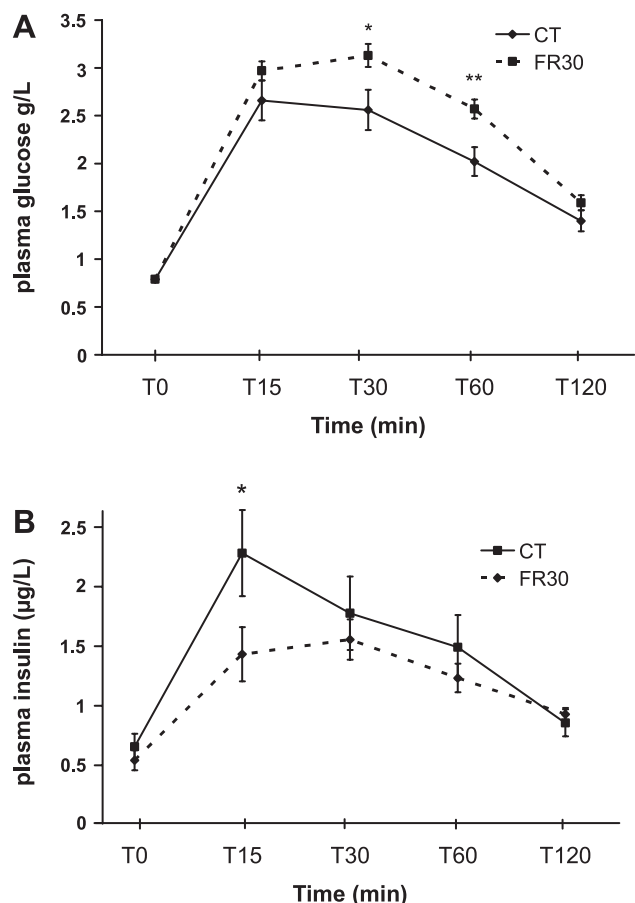 A
plasma glucose g/L
3.5
3
2.5
2
1.5
1
0.5
0
*
**
CT
FR30
T0 T15 T30 T60 T120
Time (min)
B
plasma insulin (µg/L)
2.5
2
1.5
1
0.5
0
*
CT
FR30
T0 T15 T30 T60 T120
Time (min)